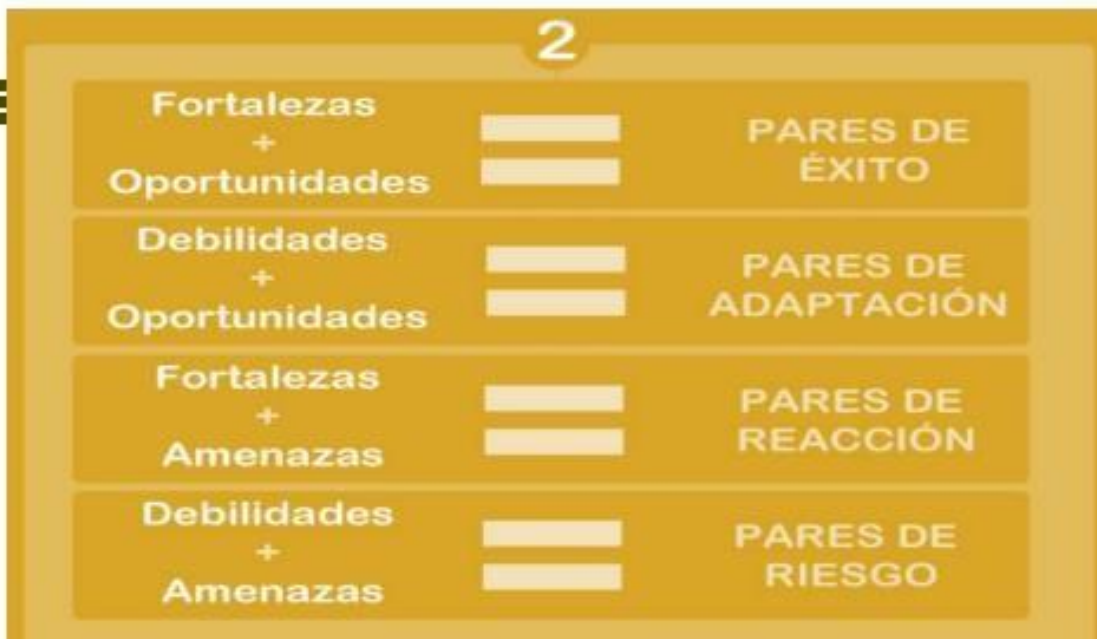 2
Fortalezas
+
Oportunidades
=
PARES DE
ÉXITO
Debilidades
+
Oportunidades
=
PARES DE
ADAPTACIÓN
Fortalezas
+
Amenazas
=
PARES DE
REACCIÓN
Debilidades
+
Amenazas
=
PARES DE
RIESGO